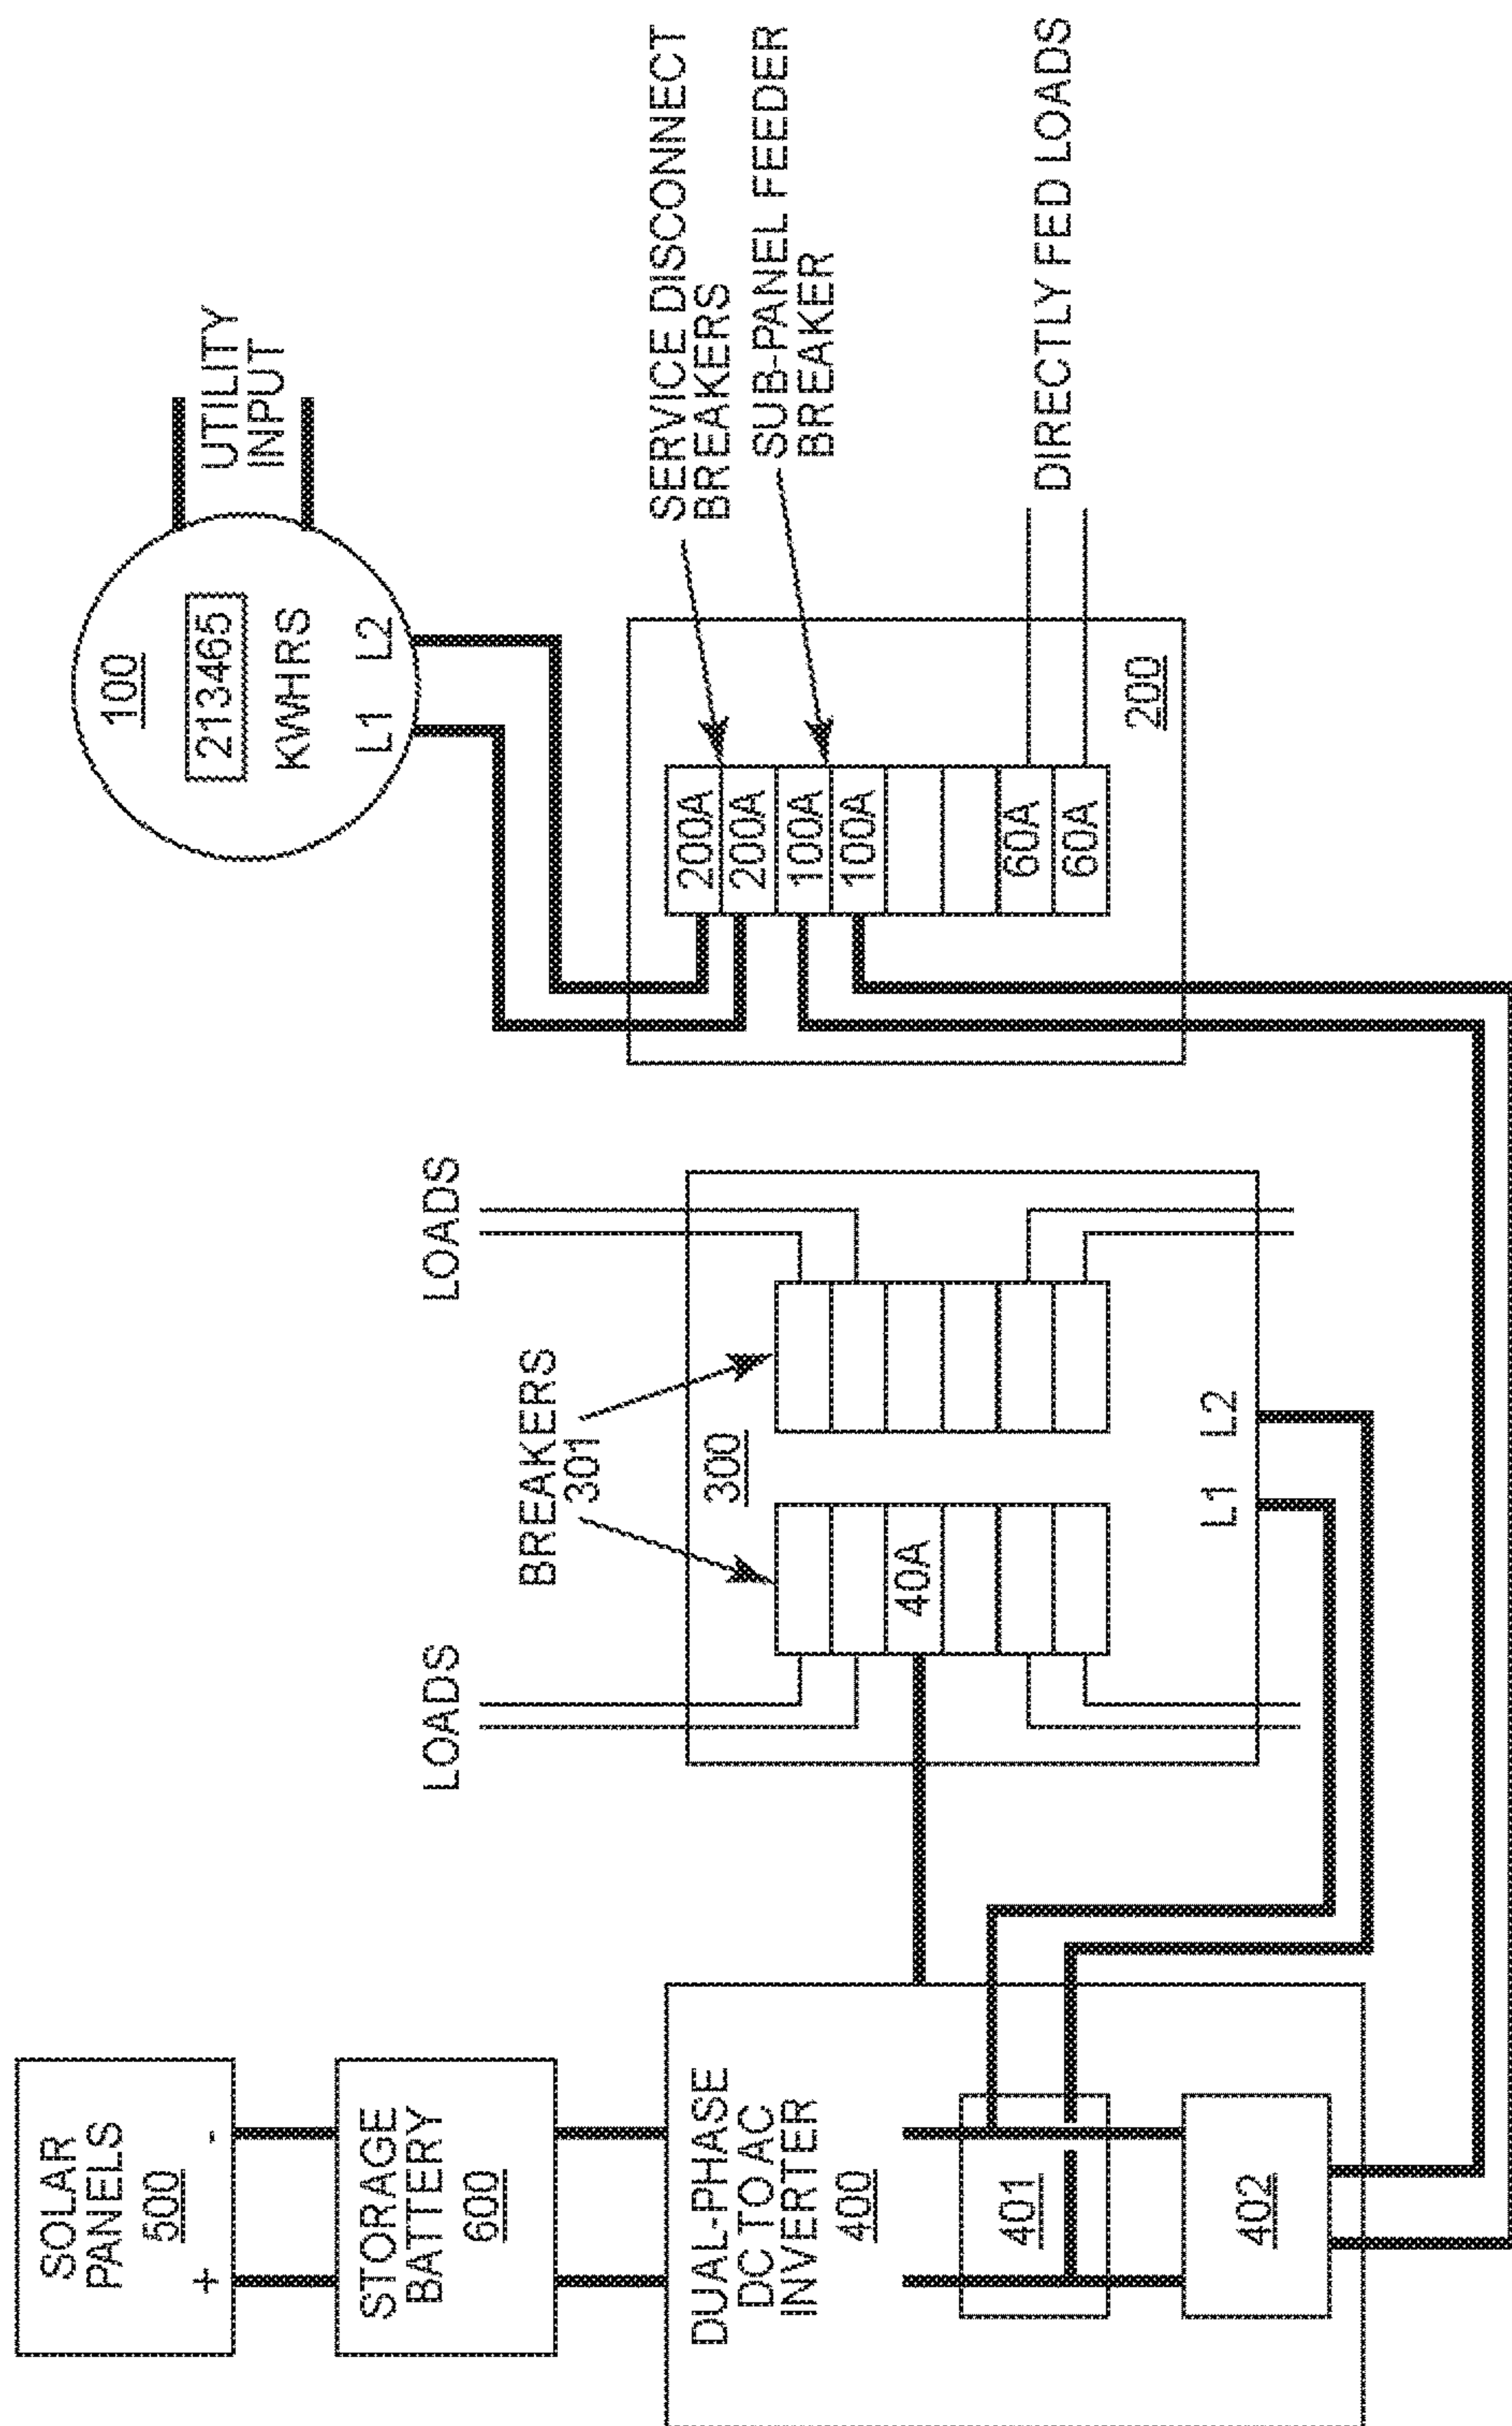 SOLAR
PANELS
500
+
-
STORAGE
BATTERY
600
DUAL-PHASE
DC TO AC
INVERTER
400
401
402
LOADS
LOADS
BREAKERS
301
300
40A
L1
L2
100
213465
KWHRS
L1
L2
UTILITY
INPUT
200A
200A
100A
100A
60A
60A
200
SERVICE DISCONNECT
BREAKERS
SUB-PANEL FEEDER
BREAKER
DIRECTLY FED LOADS